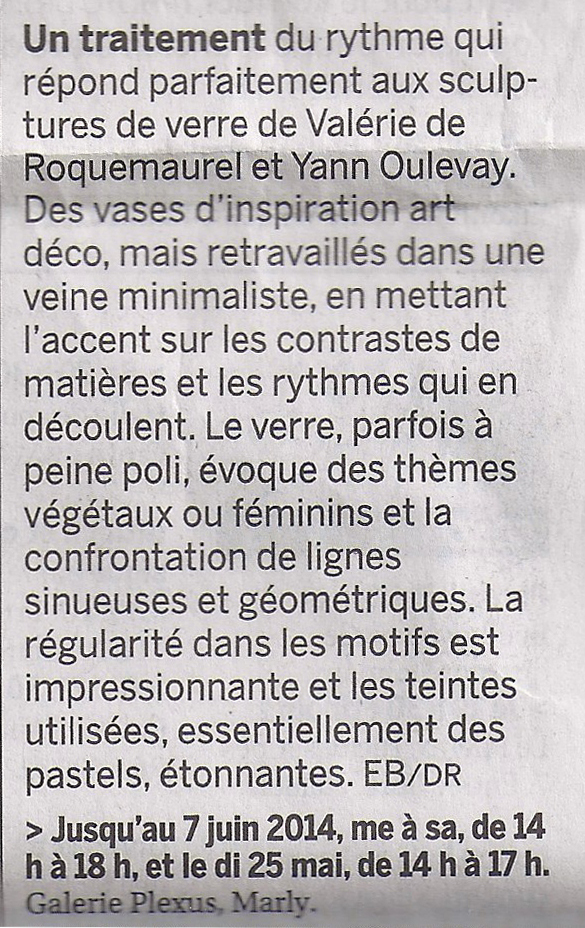 Un traitement du rythme qui
répond parfaitement aux sculp-
tures de verre de Valérie de
Roquemaurel et Yann Oulevay.
Des vases d'inspiration art
déco, mais retravaillés dans une
veine minimaliste, en mettant
l'accent sur les contrastes de
matières et les rythmes qui en
découlent. Le verre, parfois à
peine poli, évoque des thèmes
végétaux ou féminins et la
confrontation de lignes
sinueuses et géométriques. La
régularité dans les motifs est
impressionnante et les teintes
utilisées, essentiellement des
pastels, étonnantes. EB/DR
> Jusqu'au 7 juin 2014, me à sa, de 14
h à 18 h, et le di 25 mai, de 14 h à 17 h.
Galerie Plexus, Marly.